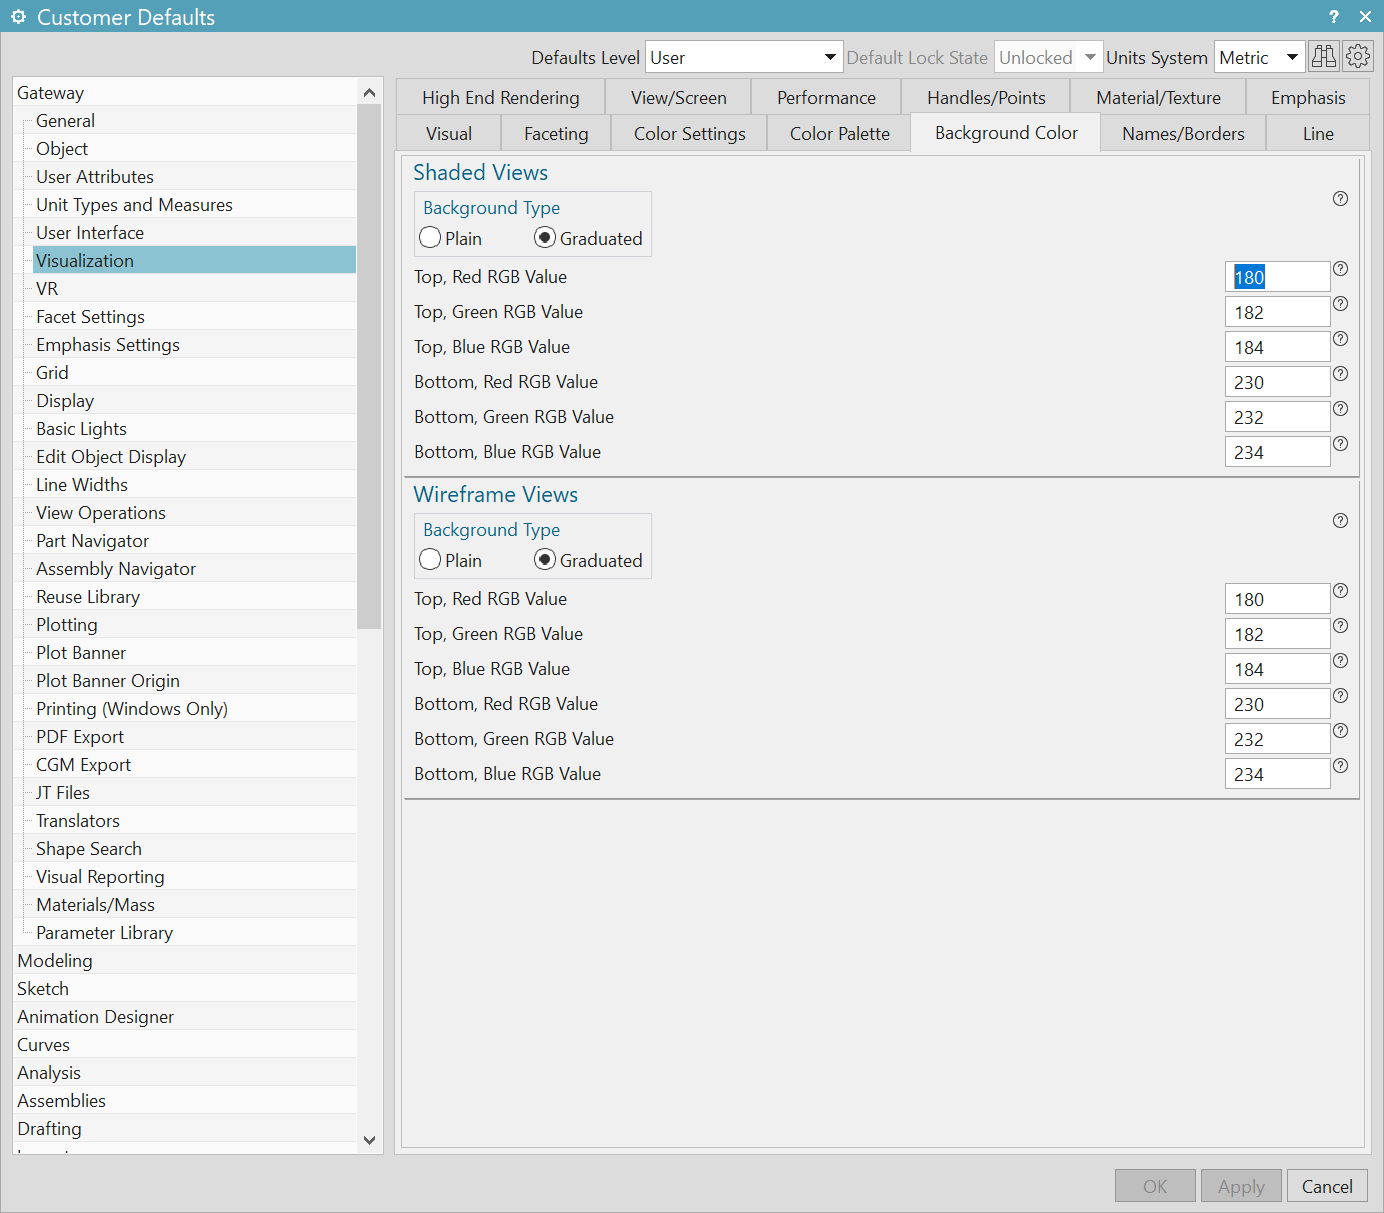 Customer Defaults
Defaults Level User Default Lock State Unlocked Units System Metric
Gateway
General
Object
User Attributes
Unit Types and Measures
User Interface
Visualization
VR
Facet Settings
Emphasis Settings
Grid
Display
Basic Lights
Edit Object Display
Line Widths
View Operations
Part Navigator
Assembly Navigator
Reuse Library
Plotting
Plot Banner
Plot Banner Origin
Printing (Windows Only)
PDF Export
CGM Export
JT Files
Translators
Shape Search
Visual Reporting
Materials/Mass
Parameter Library
Modeling
Sketch
Animation Designer
Curves
Analysis
Assemblies
Drafting
High End Rendering View/Screen Performance Handles/Points Material/Texture Emphasis
Visual Faceting Color Settings Color Palette Background Color Names/Borders Line
Shaded Views
Background Type
Plain Graduated
Top, Red RGB Value 180
Top, Green RGB Value 182
Top, Blue RGB Value 184
Bottom, Red RGB Value 230
Bottom, Green RGB Value 232
Bottom, Blue RGB Value 234
Wireframe Views
Background Type
Plain Graduated
Top, Red RGB Value 180
Top, Green RGB Value 182
Top, Blue RGB Value 184
Bottom, Red RGB Value 230
Bottom, Green RGB Value 232
Bottom, Blue RGB Value 234
OK Apply Cancel